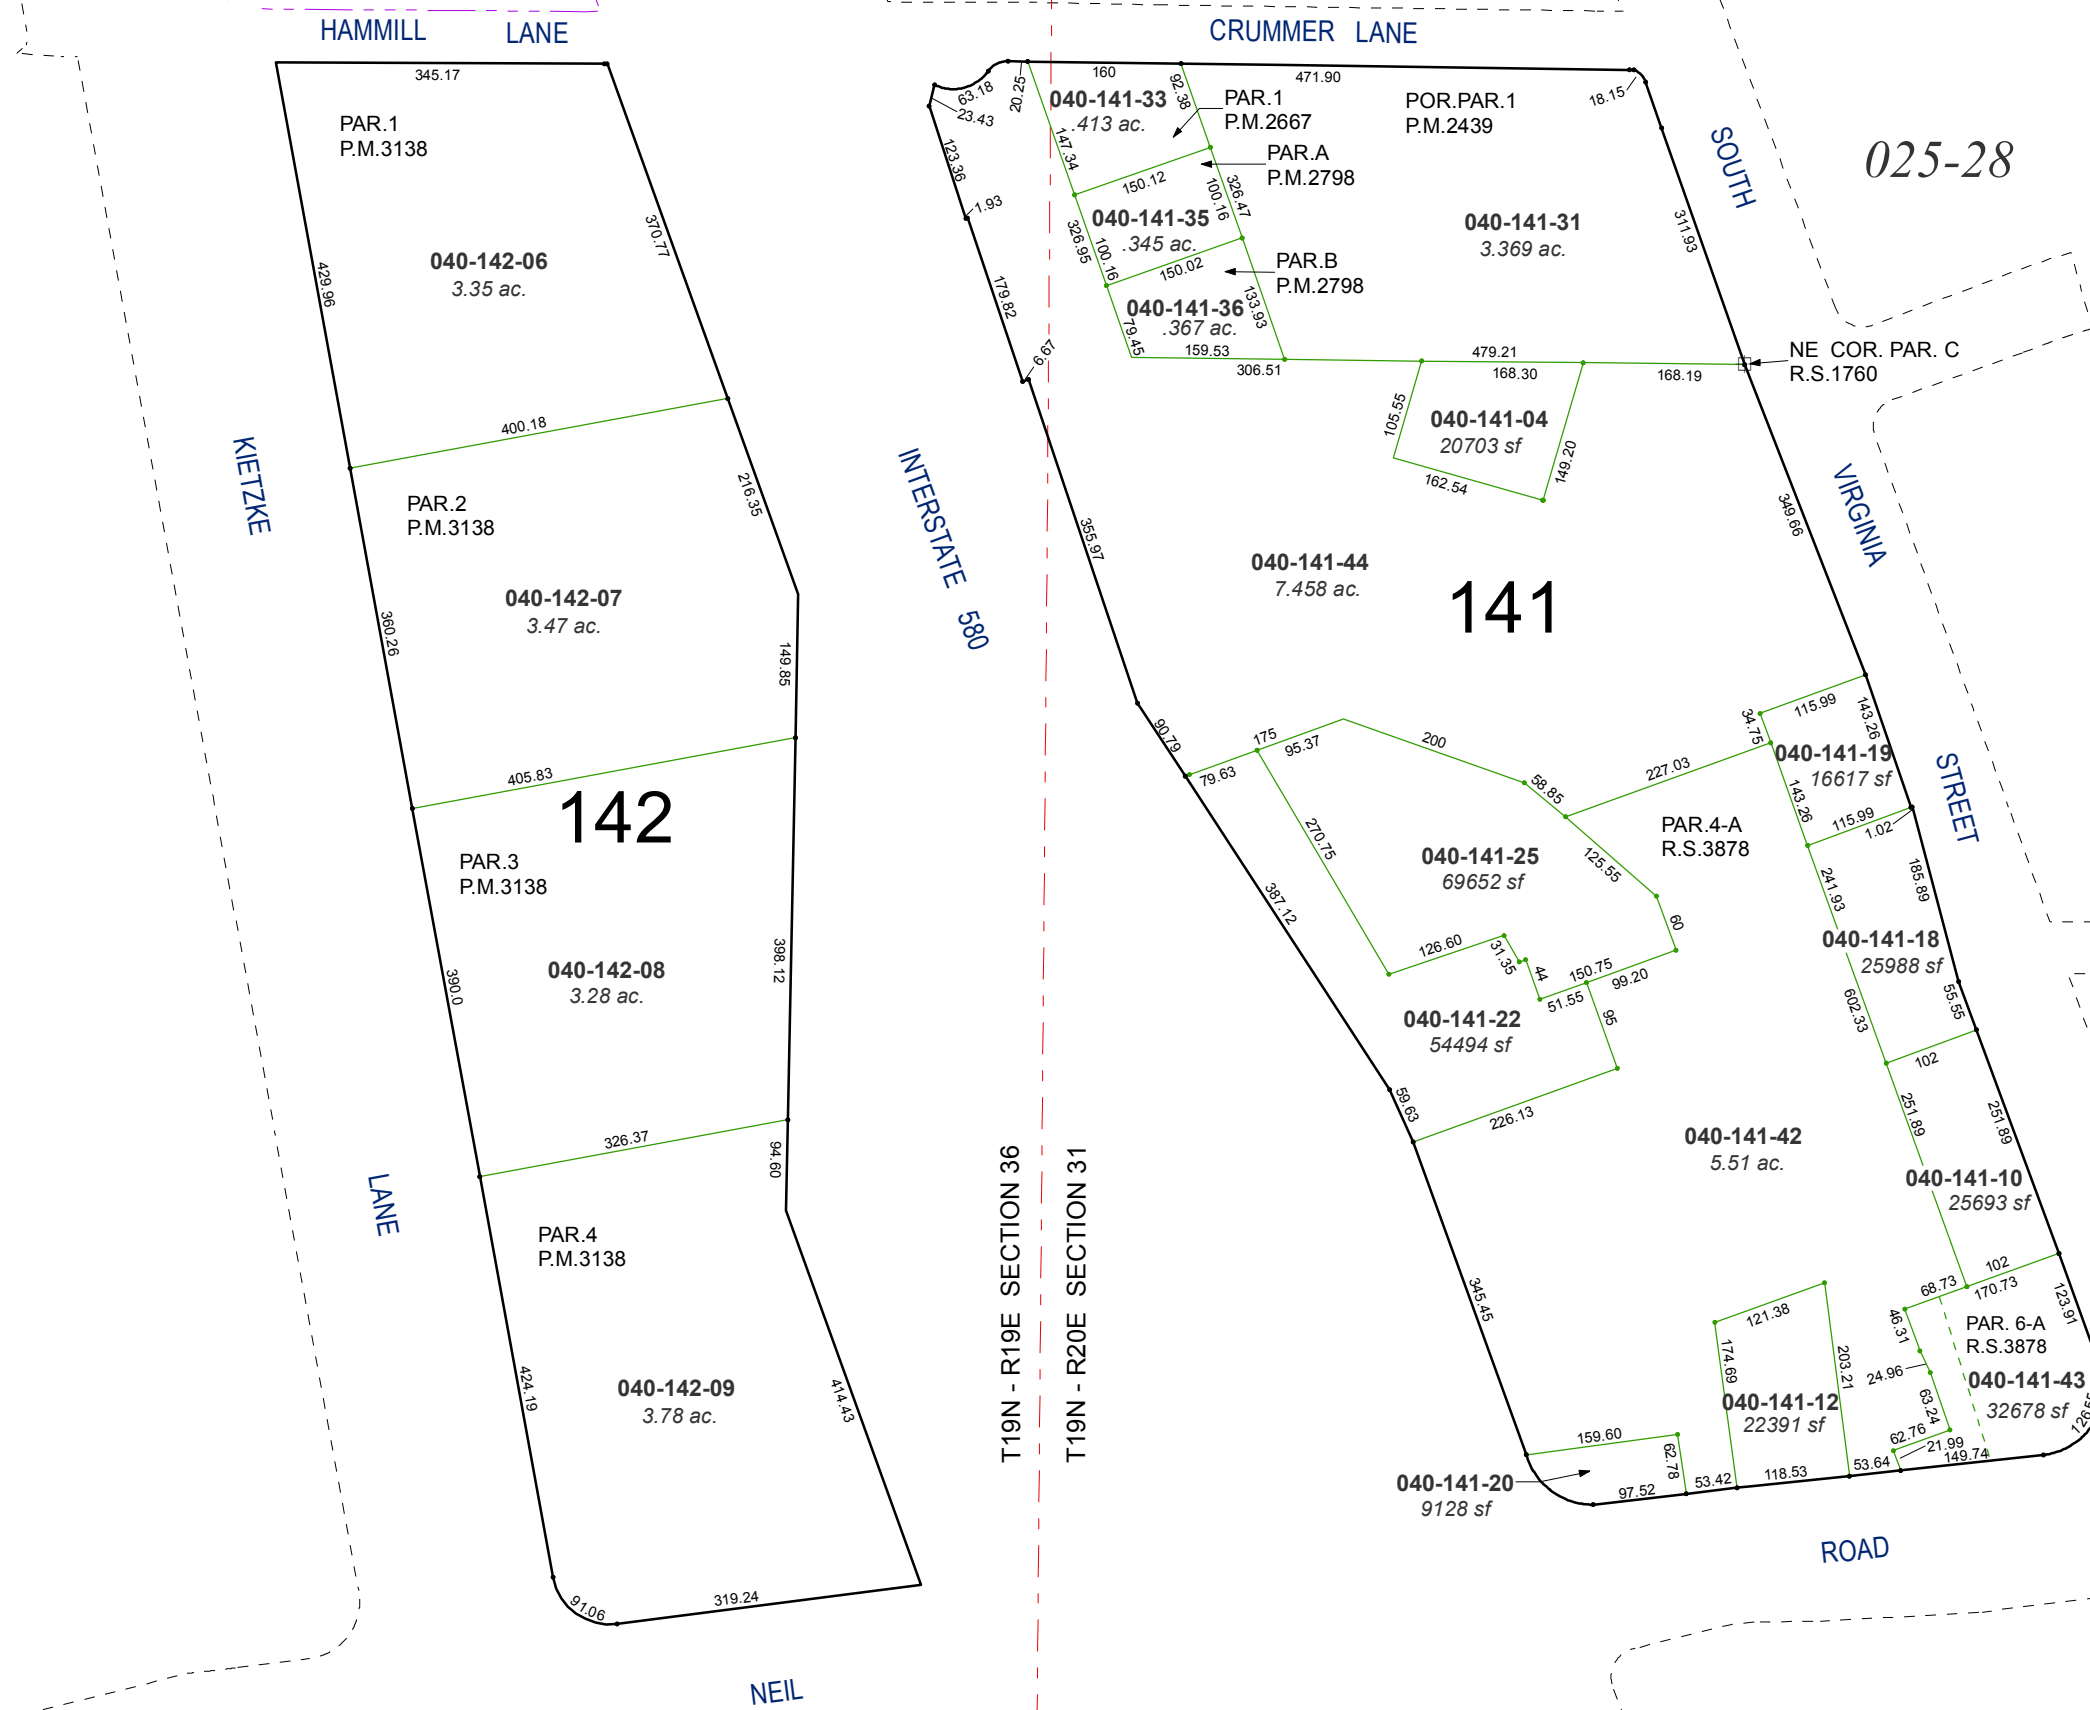 HAMMILL LANE
CRUMMER LANE
345.17
PAR.1
P.M.3138
040-142-06
3.35 ac.
429.96
370.77
400.18
KIETZKE
LANE
PAR.2
P.M.3138
216.35
040-142-07
3.47 ac.
360.26
149.85
405.83
142
PAR.3
P.M.3138
040-142-08
3.28 ac.
390.0
398.12
326.37
94.60
PAR.4
P.M.3138
040-142-09
3.78 ac.
424.19
414.43
91.06
319.24
NEIL
ROAD
INTERSTATE 580
T19N - R19E SECTION 36
T19N - R20E SECTION 31
63.18
23.43
20.25
123.36
1.93
179.82
6.67
355.97
90.79
387.12
59.63
345.45
160
92.38
471.90
18.15
040-141-33
.413 ac.
PAR.1
P.M.2667
147.34
150.12
PAR.A
P.M.2798
040-141-35
.345 ac.
326.95
100.16
100.16
326.47
150.02
PAR.B
P.M.2798
040-141-36
.367 ac.
79.45
133.93
159.53
306.51
POR.PAR.1
P.M.2439
040-141-31
3.369 ac.
311.93
479.21
168.30
168.19
NE COR. PAR. C
R.S.1760
025-28
SOUTH
VIRGINIA
STREET
105.55
040-141-04
20703 sf
149.20
162.54
349.66
040-141-44
7.458 ac.
141
175
79.63
95.37
200
58.85
227.03
34.75
115.99
143.26
040-141-19
16617 sf
143.26
115.99
1.02
PAR.4-A
R.S.3878
270.75
040-141-25
69652 sf
125.55
60
126.60
31.35
44
150.75
51.55
99.20
95
040-141-22
54494 sf
226.13
241.93
185.89
040-141-18
25988 sf
602.33
55.55
102
040-141-42
5.51 ac.
251.89
251.89
040-141-10
25693 sf
102
68.73
170.73
123.91
46.31
PAR. 6-A
R.S.3878
24.96
040-141-43
32678 sf
63.24
62.76
21.99
149.74
121.38
174.69
203.21
040-141-12
22391 sf
159.60
62.78
040-141-20
9128 sf
97.52
53.42
118.53
53.64